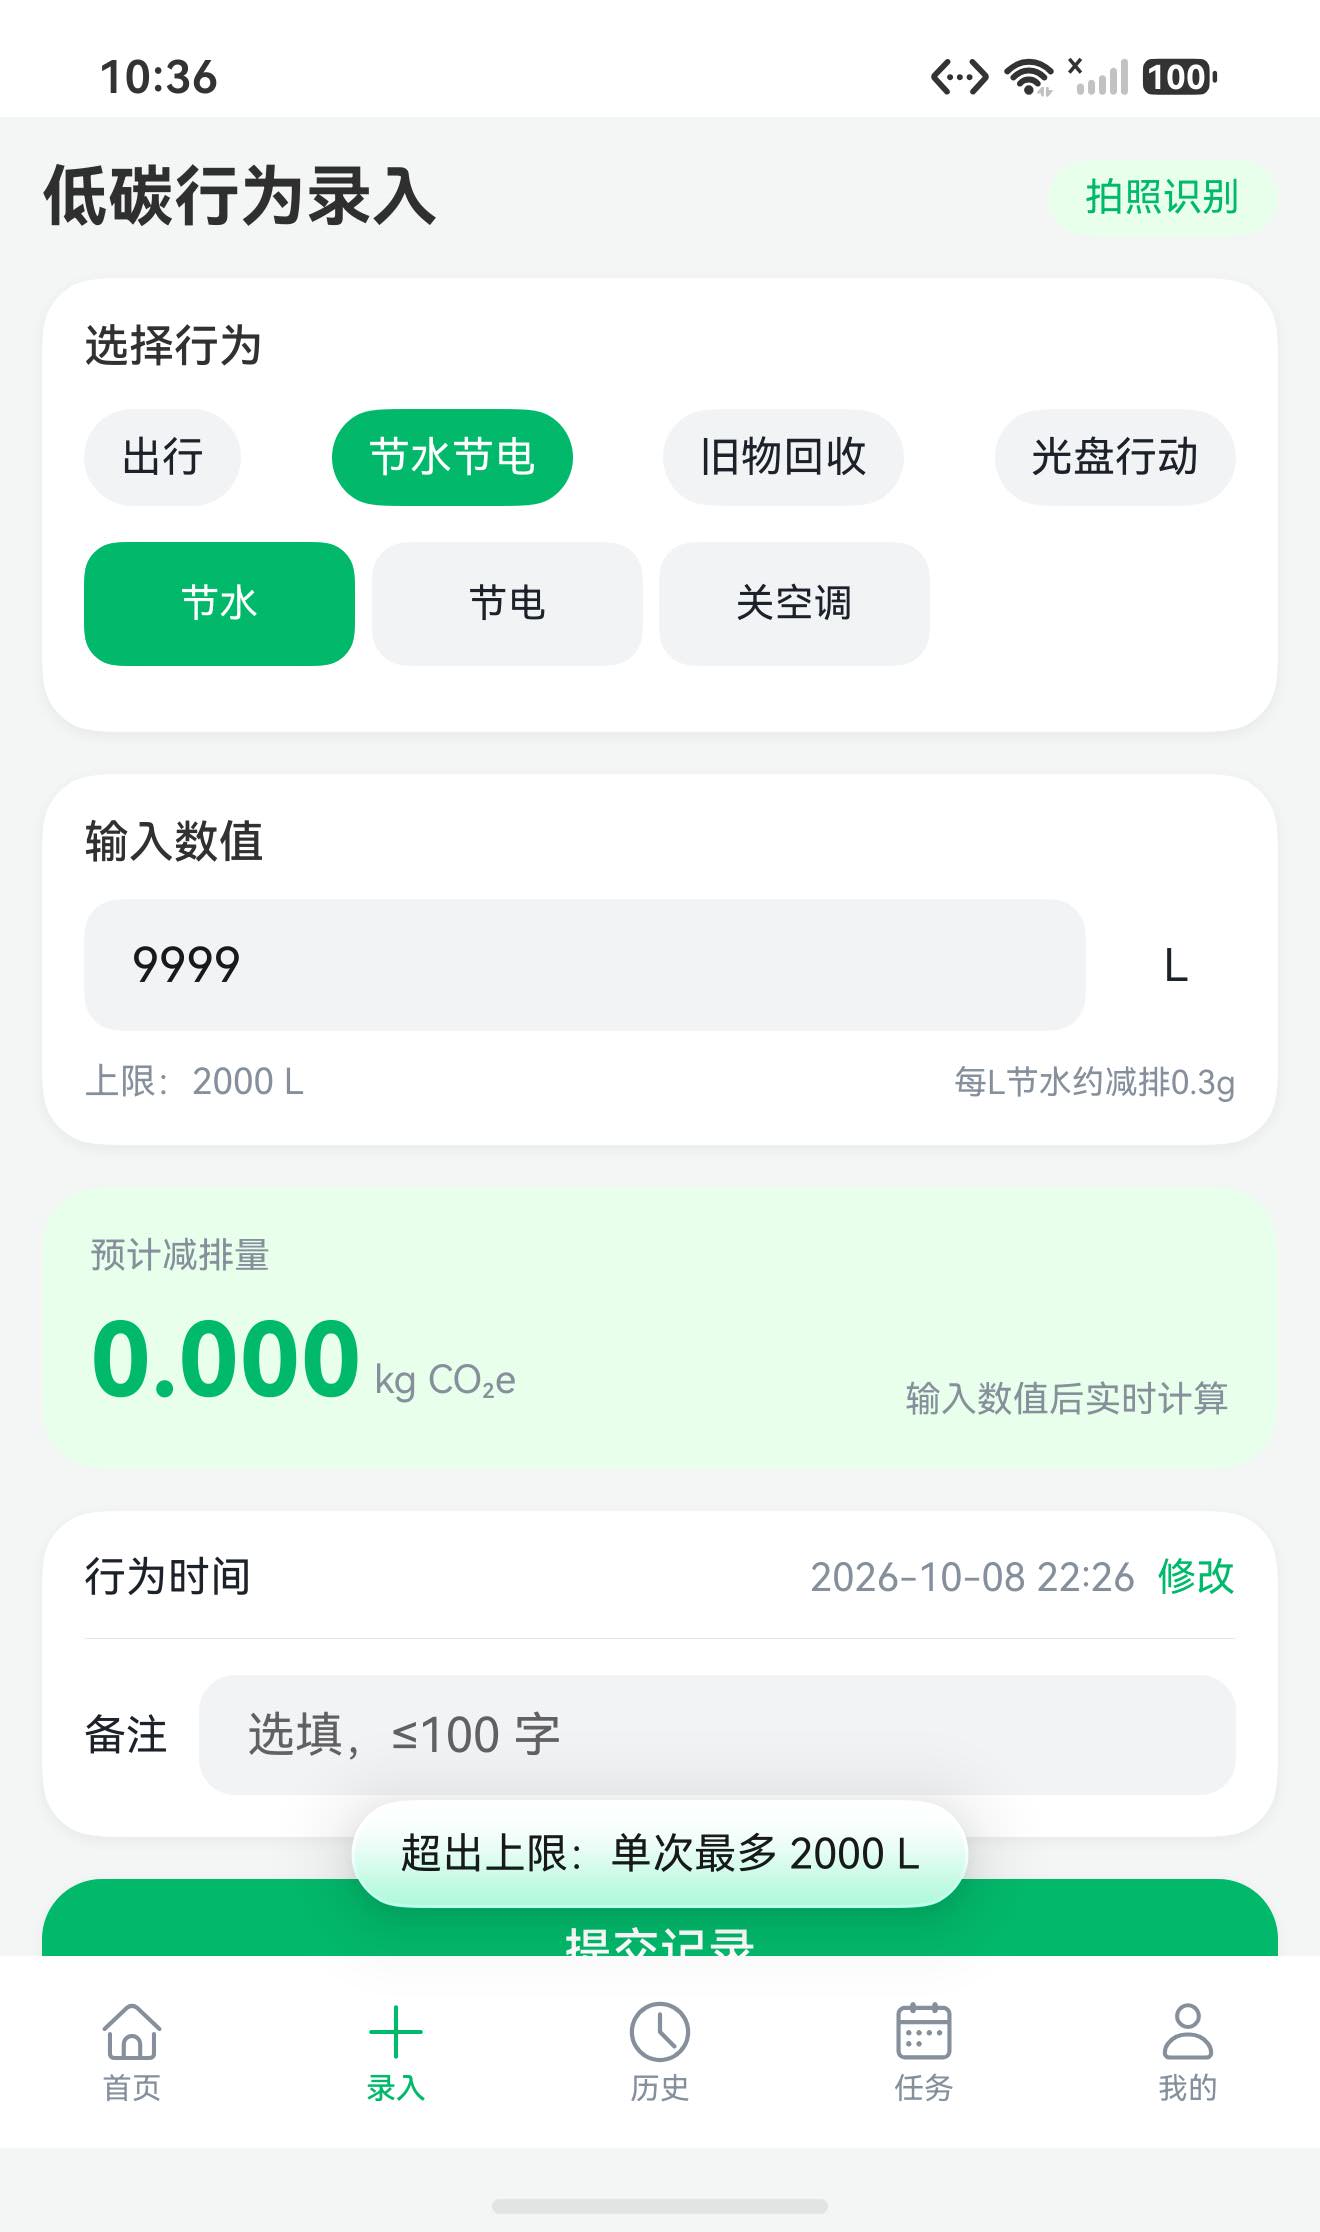 10:36
100
低碳行为录入
拍照识别
选择行为
出行 节水节电 旧物回收 光盘行动
节水 节电 关空调
输入数值
9999 L
上限：2000 L 每L节水约减排0.3g
预计减排量
0.000 kg CO₂e
输入数值后实时计算
行为时间 2026-10-08 22:26 修改
备注 选填，≤100 字
超出上限：单次最多 2000 L
提交记录
首页 录入 历史 任务 我的